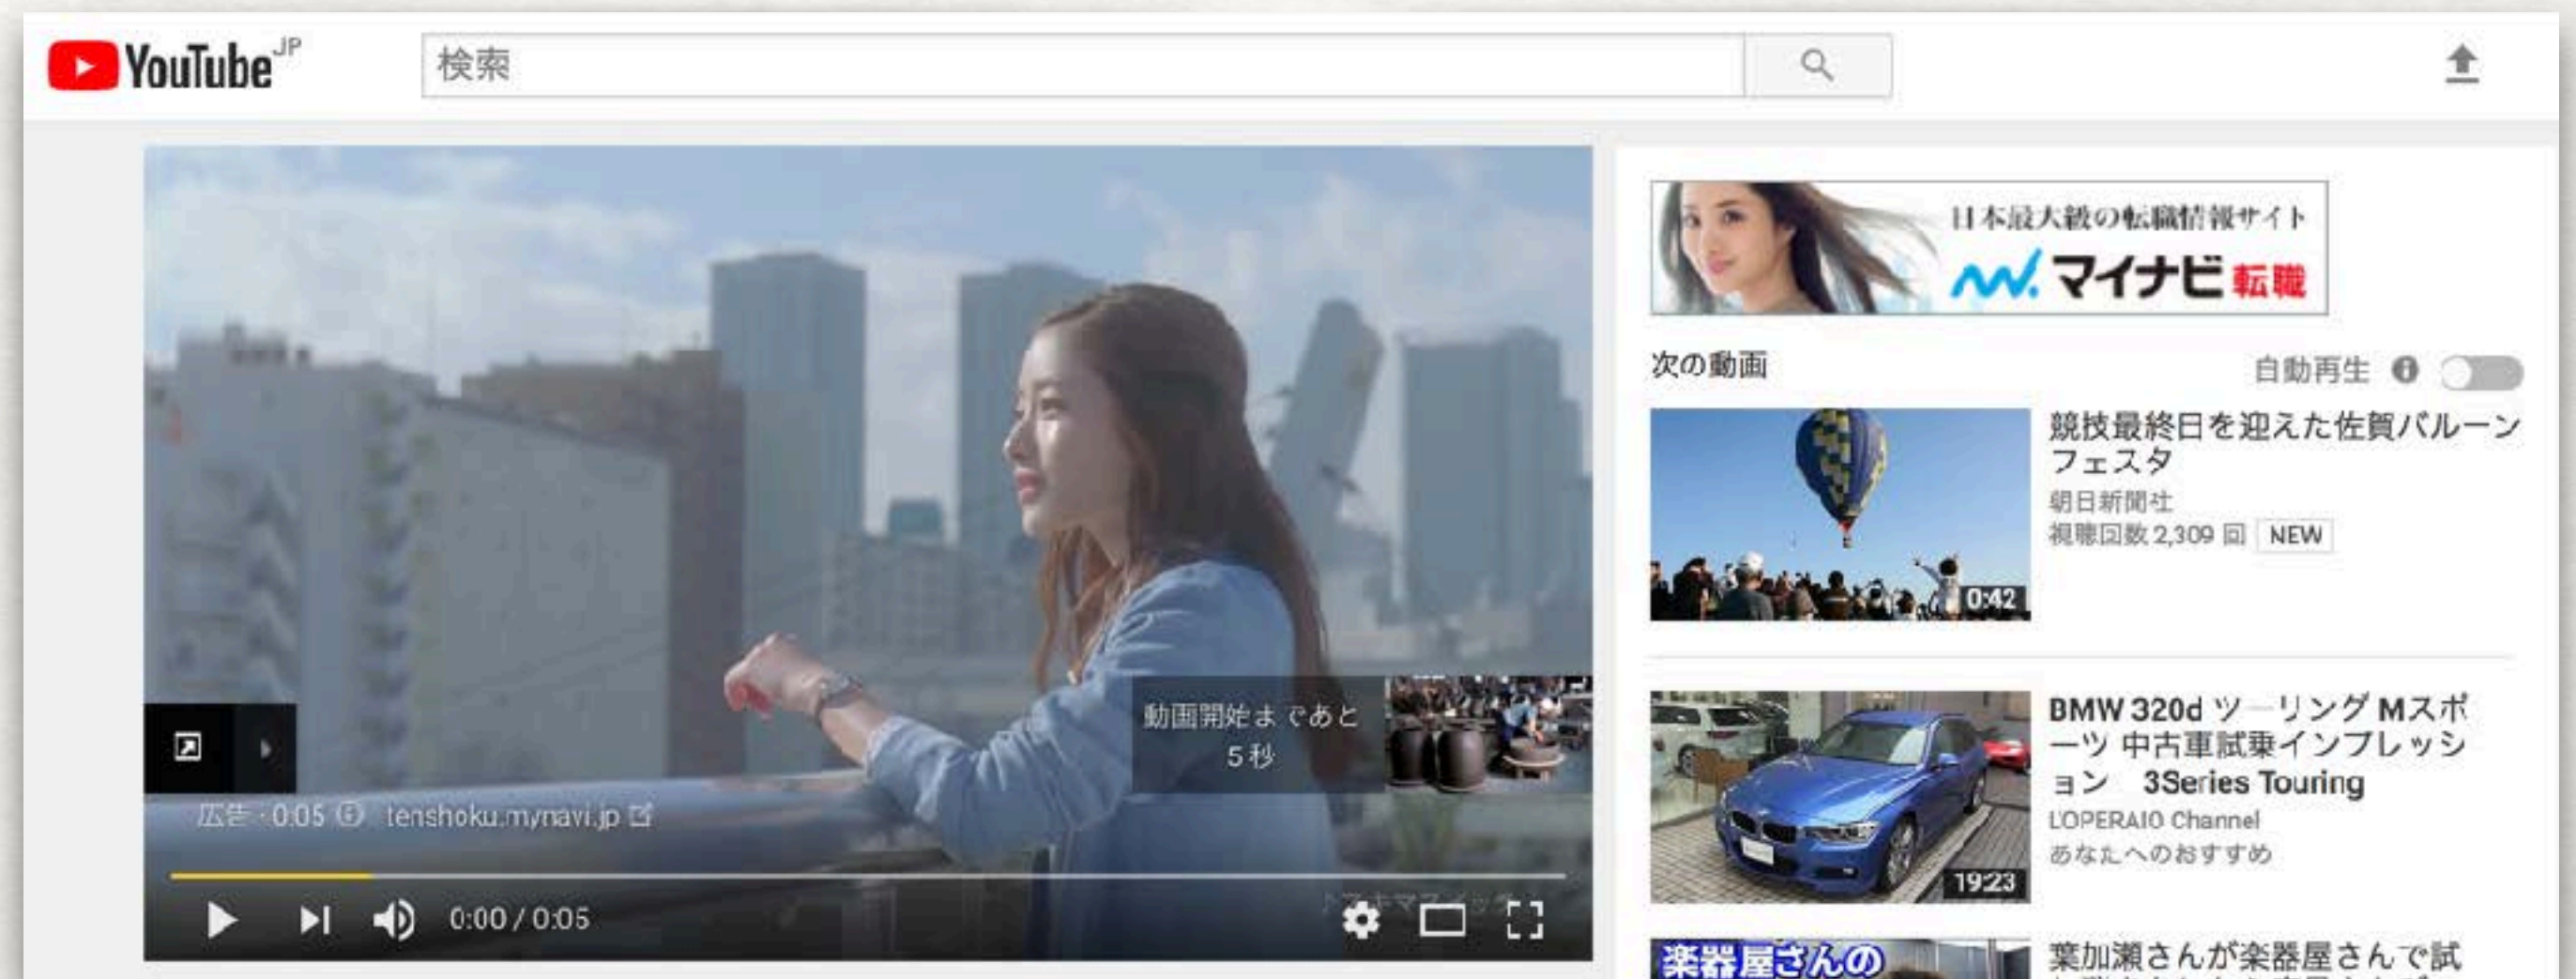 YouTube JP
検索
日本最大級の転職情報サイト
マイナビ転職
次の動画
自動再生
競技最終日を迎えた佐賀バルーン
フェスタ
朝日新聞社
視聴回数 2,309 回 NEW
0:42
動画開始まであと
5 秒
広告・0:05 tenshoku.mynavi.jp
0:00 / 0:05
BMW 320d ツーリング Mスポ
ーツ 中古車試乗インプレッシ
ョン 3Series Touring
L'OPERAIO Channel
あなたへのおすすめ
19:23
楽器屋さんの
葉加瀬さんが楽器屋さんで試